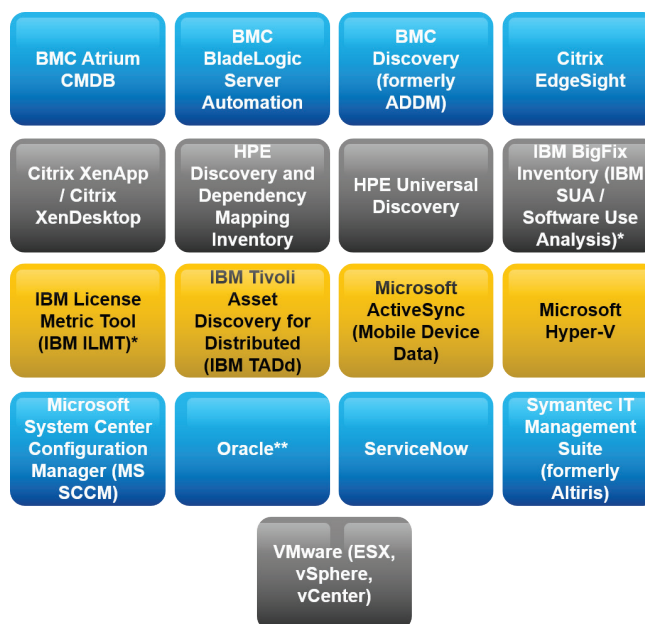 BMC Atrium
CMDB
BMC
BladeLogic
Server
Automation
BMC
Discovery
(formerly
ADDM)
Citrix
EdgeSight
Citrix XenApp
/ Citrix
XenDesktop
HPE
Discovery and
Dependency
Mapping
Inventory
HPE Universal
Discovery
IBM BigFix
Inventory (IBM
SUA /
Software Use
Analysis)*
IBM License
Metric Tool
(IBM ILMT)*
IBM Tivoli
Asset
Discovery for
Distributed
(IBM TADd)
Microsoft
ActiveSync
(Mobile Device
Data)
Microsoft
Hyper-V
Microsoft
System Center
Configuration
Manager (MS
SCCM)
Oracle**
ServiceNow
Symantec IT
Management
Suite
(formerly
Altiris)
VMware (ESX,
vSphere,
vCenter)